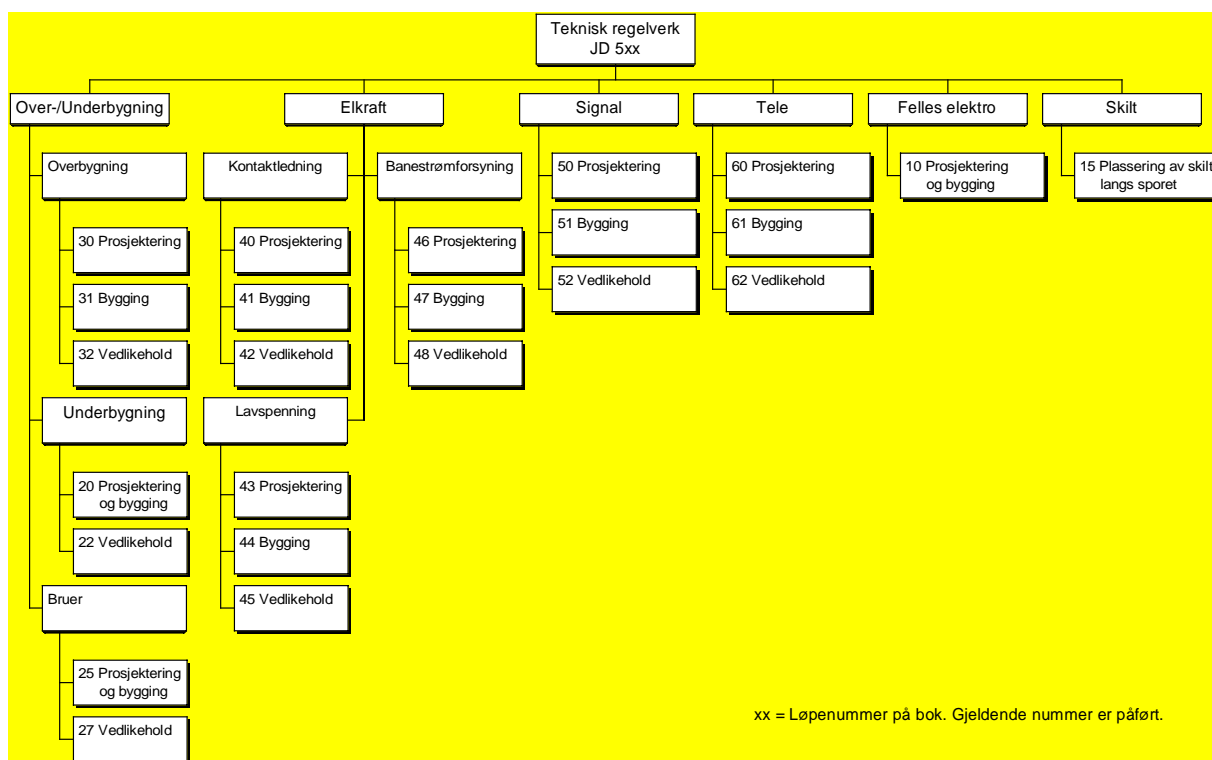 Teknisk regelverk
JD 5xx
Over-/Underbygning
Elkraft
Signal
Tele
Felles elektro
Skilt
Overbygning
Kontaktledning
Banestrømforsyning
50 Prosjektering
60 Prosjektering
10 Prosjektering
og bygging
15 Plassering av skilt
langs sporet
51 Bygging
61 Bygging
30 Prosjektering
40 Prosjektering
46 Prosjektering
52 Vedlikehold
62 Vedlikehold
31 Bygging
41 Bygging
47 Bygging
32 Vedlikehold
42 Vedlikehold
48 Vedlikehold
Underbygning
Lavspenning
20 Prosjektering
og bygging
43 Prosjektering
22 Vedlikehold
44 Bygging
Bruer
45 Vedlikehold
25 Prosjektering
og bygging
27 Vedlikehold
xx = Løpenummer på bok. Gjeldende nummer er påført.